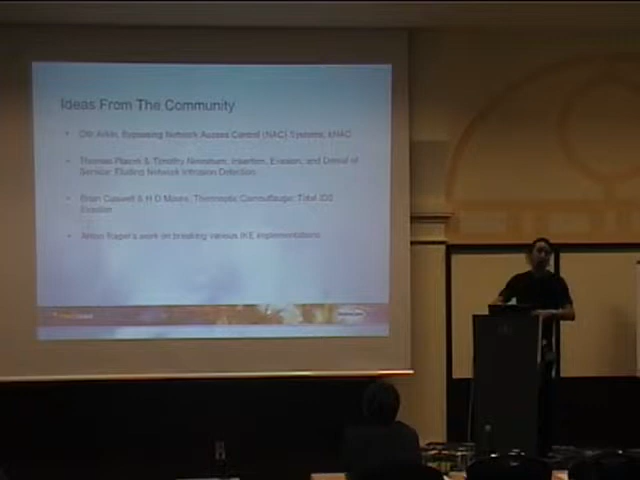 Ideas From The Community
Ofir Arkin, Bypassing Network Access Control (NAC) Systems, kNAC
Thomas Ptacek & Timothy Newsham, Insertion, Evasion, and Denial of
Service: Eluding Network Intrusion Detection
Brian Caswell & H D Moore, Thermoptic Camouflauge: Total IDS
Evasion
Anton Rager's work on breaking various IKE implementations